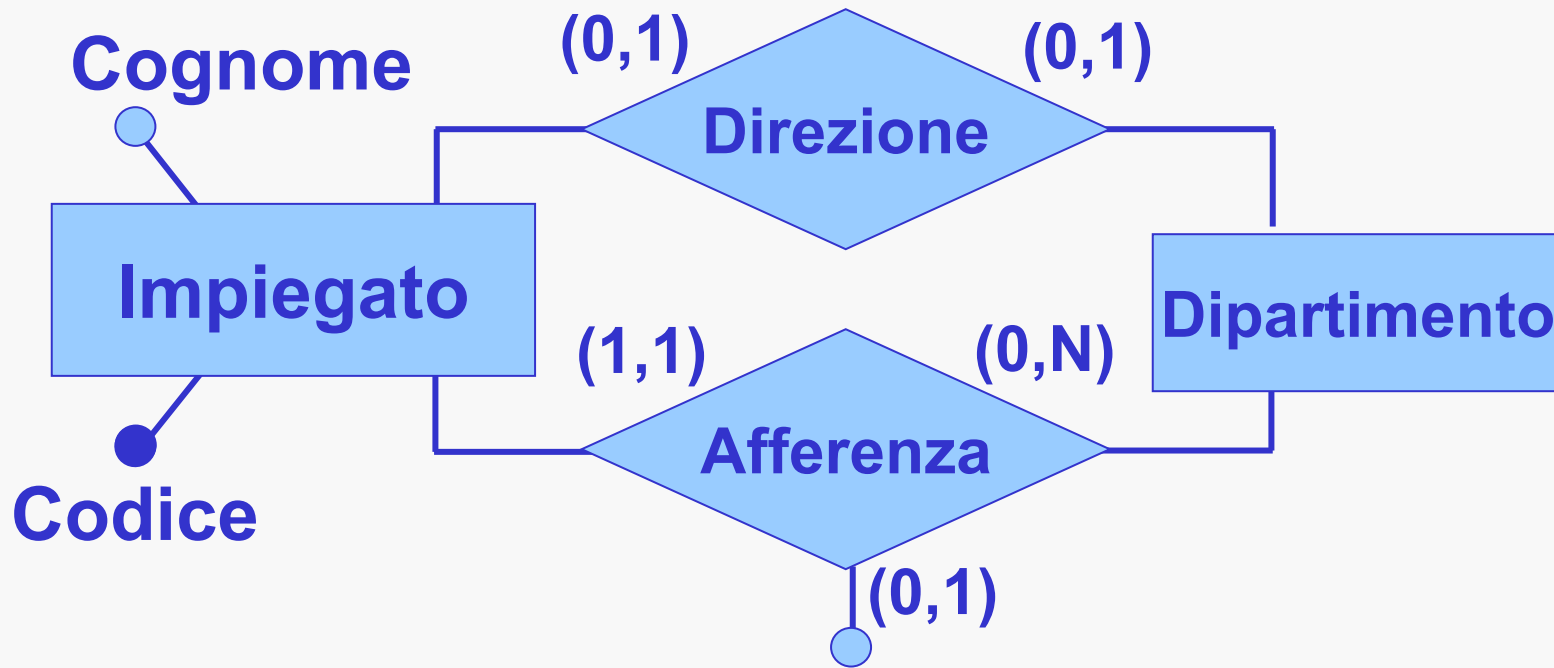 (0,1)
(0,1)
Cognome
Direzione
Impiegato
Dipartimento
(1,1)
(0,N)
Afferenza
Codice
(0,1)